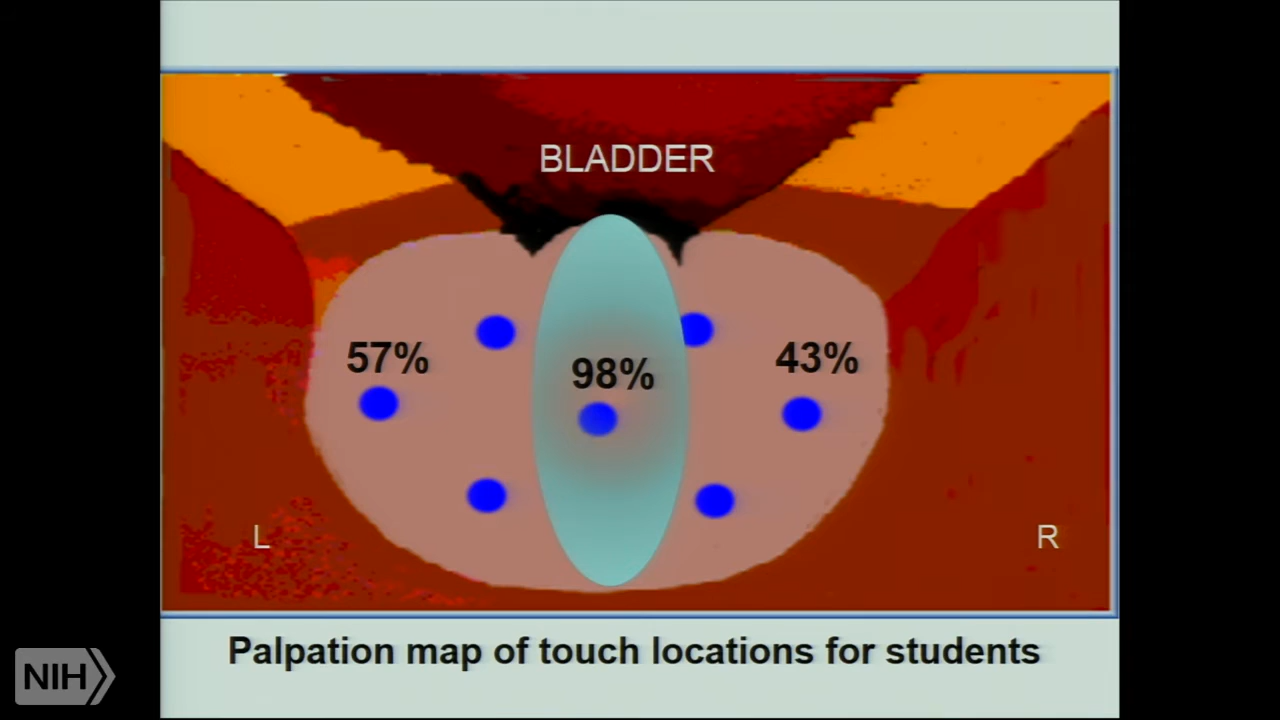 BLADDER
57%
98%
43%
L
R
Palpation map of touch locations for students
NIH